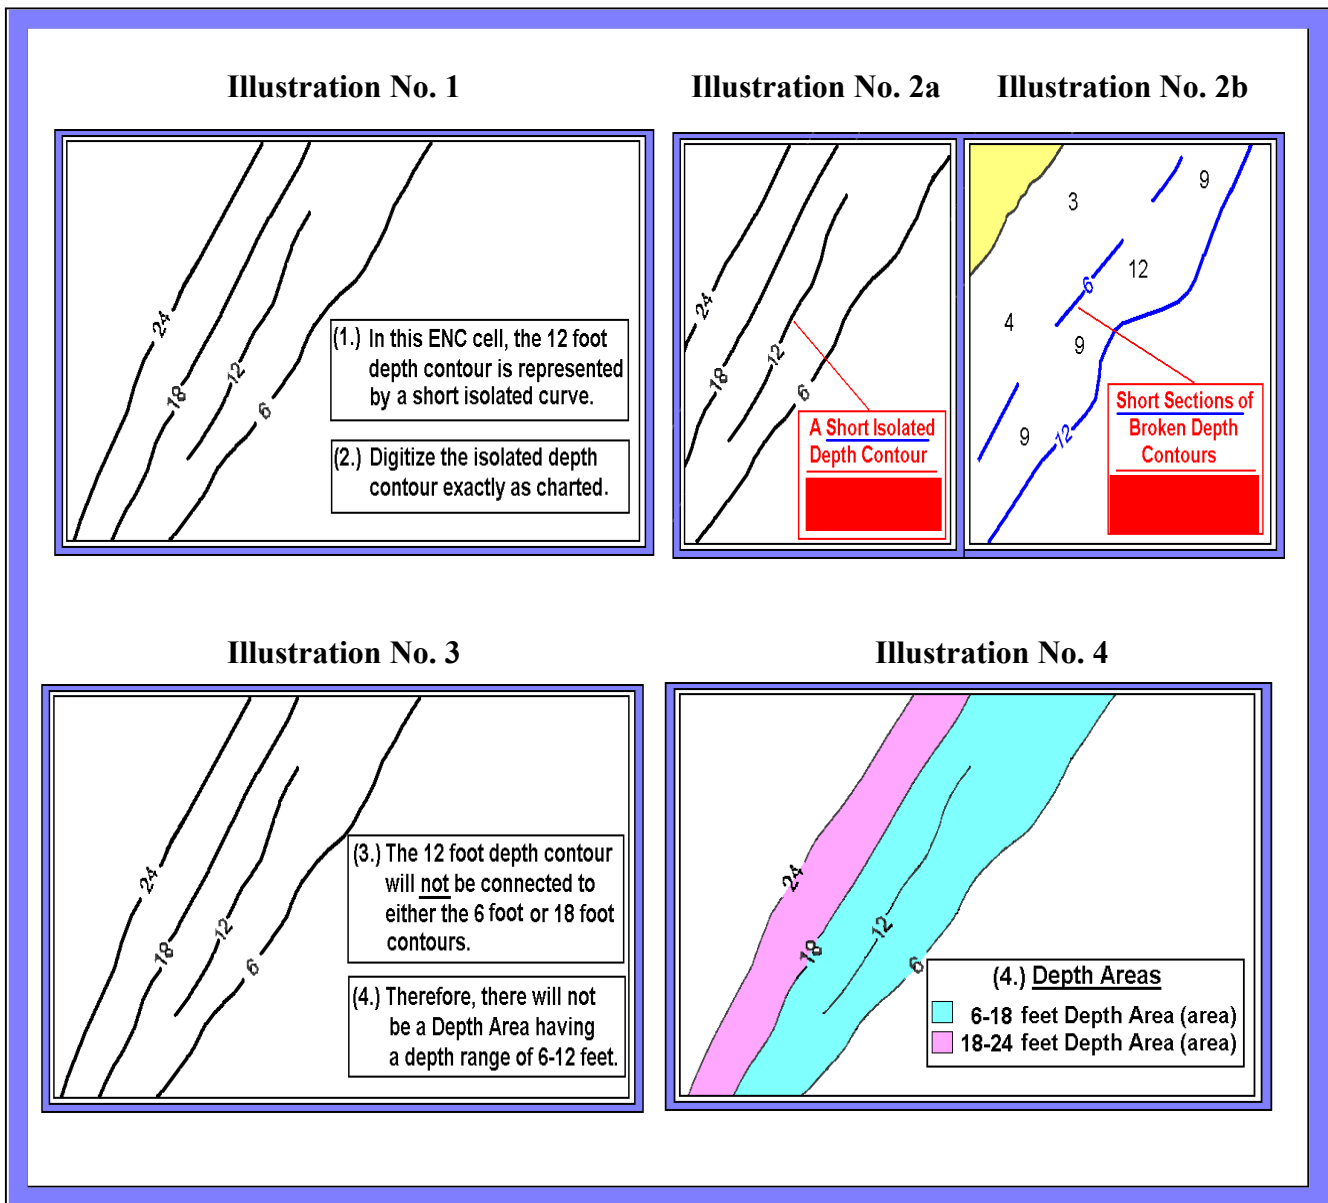 Illustration No. 1
24
18
12
6
(1.) In this ENC cell, the 12 foot
depth contour is represented
by a short isolated curve.
(2.) Digitize the isolated depth
contour exactly as charted.
Illustration No. 2a
24
18
12
6
A Short Isolated
Depth Contour
Illustration No. 2b
3
9
12
6
4
9
9
12
Short Sections of
Broken Depth
Contours
Illustration No. 3
24
18
12
6
(3.) The 12 foot depth contour
will not be connected to
either the 6 foot or 18 foot
contours.
(4.) Therefore, there will not
be a Depth Area having
a depth range of 6-12 feet.
Illustration No. 4
24
18
12
6
(4.) Depth Areas
6-18 feet Depth Area (area)
18-24 feet Depth Area (area)